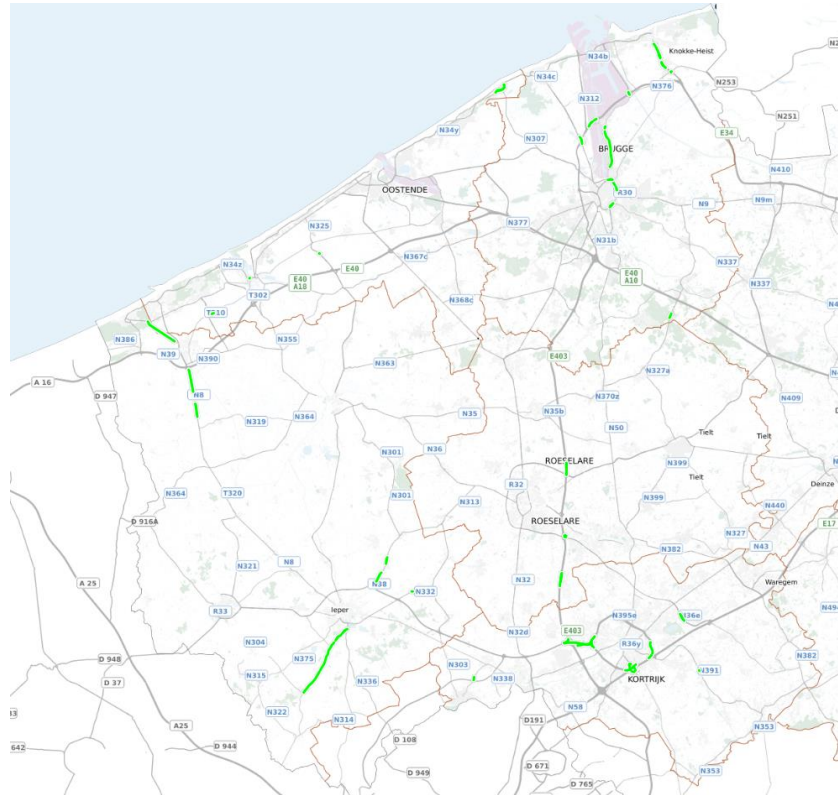 Knokke-Heist
N34b
N34c
N376
N253
N312
N251
N34y
N307
E34
BRUGGE
N410
OOSTENDE
R30
N9
N9m
N325
N377
N31b
N367c
N34z
E40
A18
E40
E40
A10
N337
N337
T302
N368c
N386
N355
E403
N39
N390
N363
N327a
A 16
D 947
N8
N370z
N409
N319
N364
N35
N35b
N50
Tielt
Tielt
N301
N36
N399
ROESELARE
Tielt
Deinze
N364
T320
N301
N313
R32
N399
N440
D 916A
ROESELARE
E17
N327
N43
N382
A 25
N321
N8
N38
N332
N32
Waregem
R33
Ieper
N395e
N36e
N304
N32d
E403
R36y
D 948
N375
N303
N338
KORTRIJK
N391
N382
D 37
N315
N336
N322
N314
N58
D191
N353
A25
642
D 944
D 108
D 949
D 671
D 765
N353